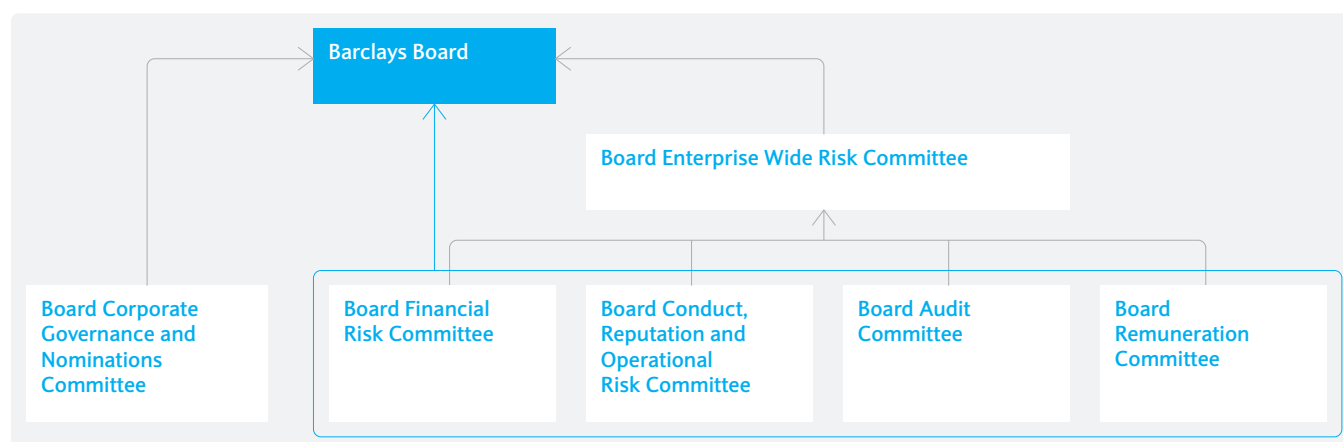 Barclays Board
Board Enterprise Wide Risk Committee
Board Corporate
Governance and
Nominations
Committee
Board Financial
Risk Committee
Board Conduct,
Reputation and
Operational
Risk Committee
Board Audit
Committee
Board
Remuneration
Committee